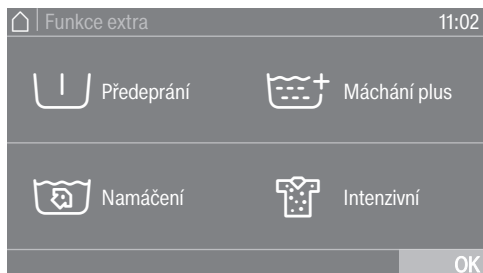 Funkce extra 11:02
Předeprání Máchání plus
Namáčení Intenzivní
OK